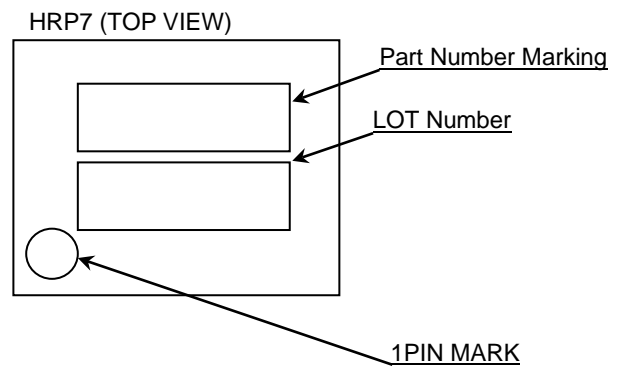 HRP7 (TOP VIEW)
Part Number Marking
LOT Number
1PIN MARK